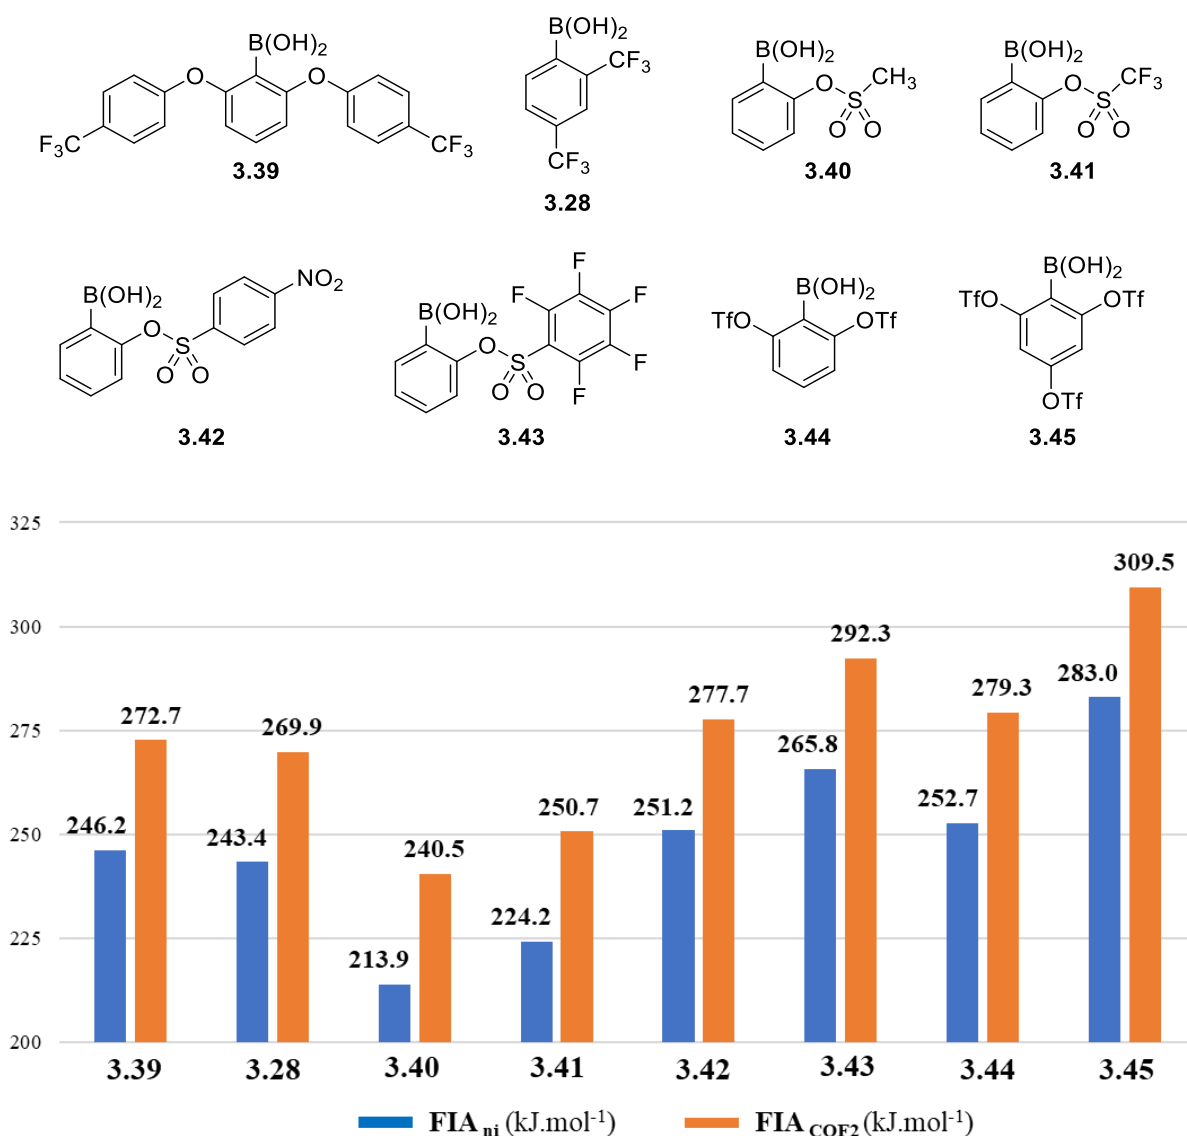 B(OH)2
O
O
F3C
CF3
3.39
B(OH)2
CF3
CF3
3.28
B(OH)2
O
S
CH3
O
O
3.40
B(OH)2
O
S
CF3
O
O
3.41
B(OH)2
O
S
O
O
NO2
3.42
B(OH)2
O
S
O
O
F
F
F
F
F
3.43
B(OH)2
TfO
OTf
3.44
B(OH)2
TfO
OTf
OTf
3.45
325
300
275
250
225
200
246.2
272.7
243.4
269.9
213.9
240.5
224.2
250.7
251.2
277.7
265.8
292.3
252.7
279.3
283.0
309.5
3.39 3.28 3.40 3.41 3.42 3.43 3.44 3.45
FIA ni (kJ.mol-1) FIA COF2 (kJ.mol-1)